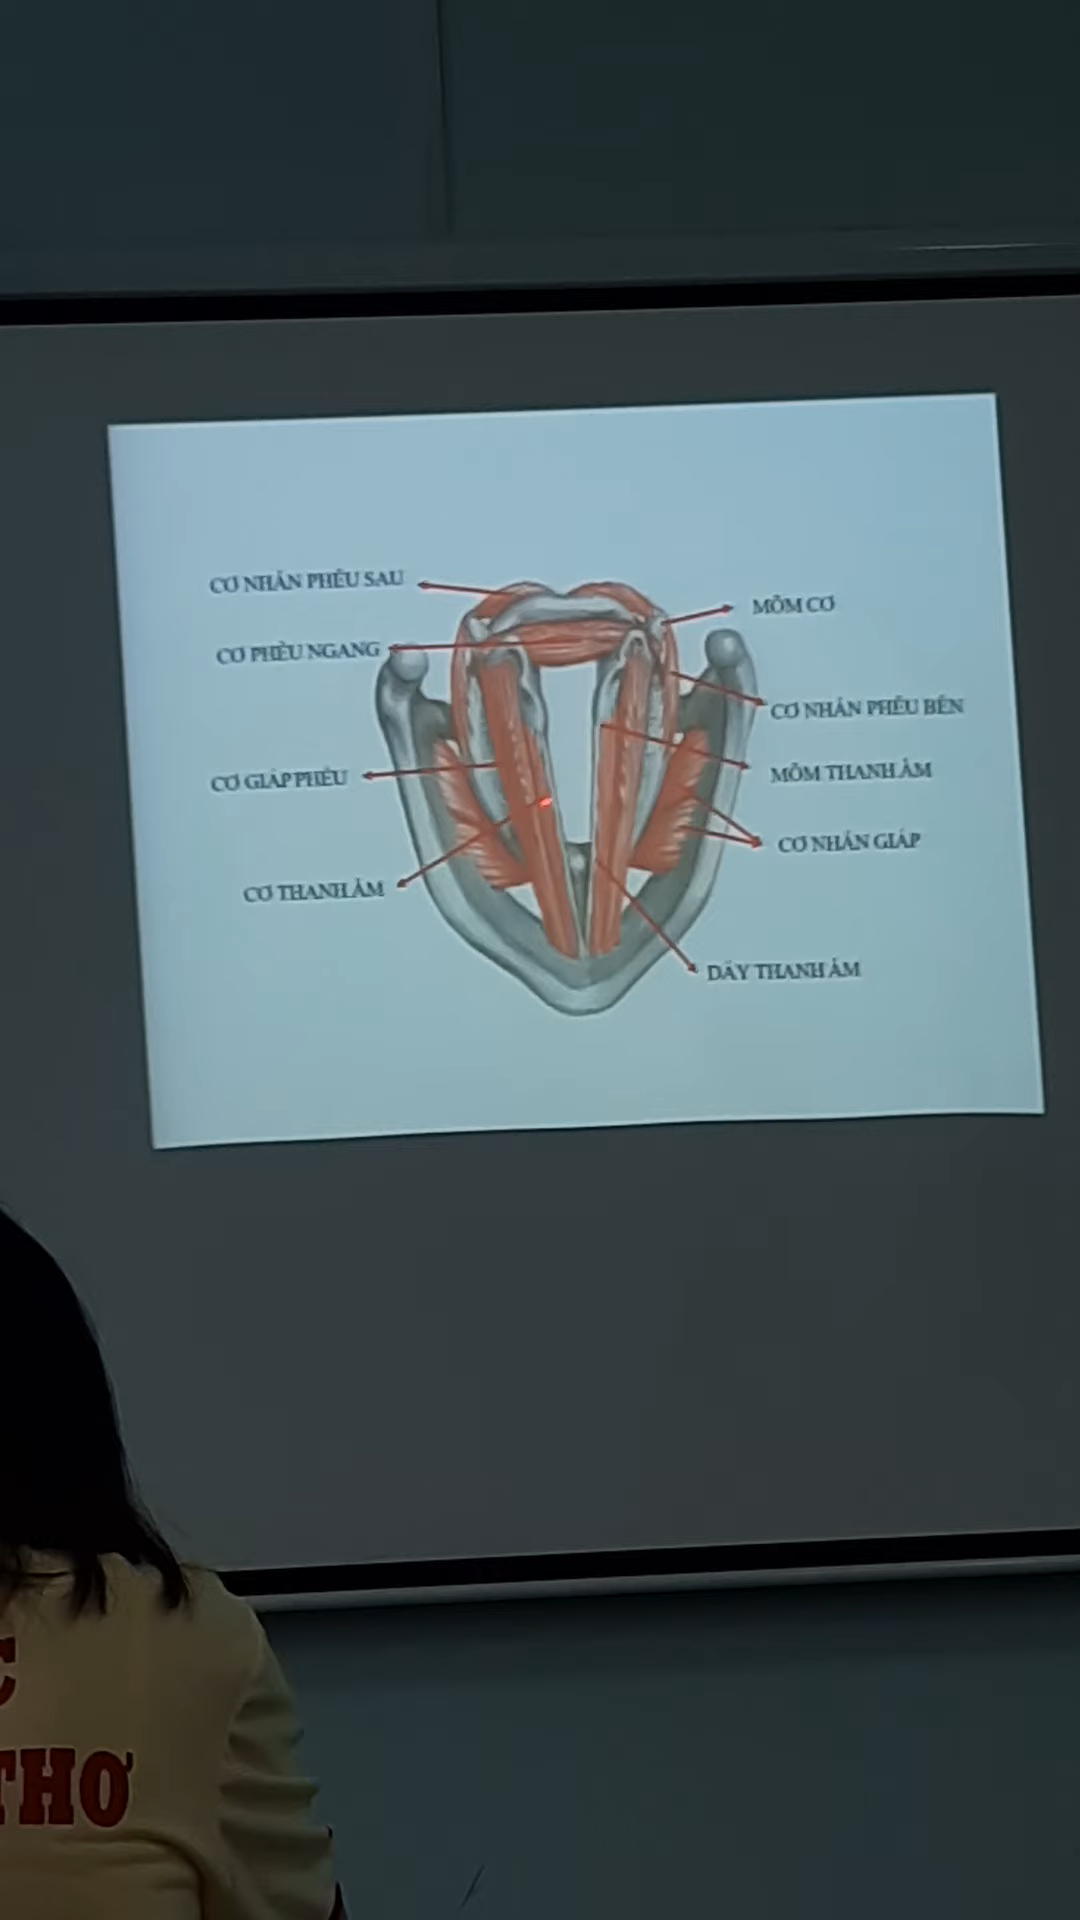 CƠ NHẪN PHỄU SAU
MỎM CƠ
CƠ PHỄU NGANG
CƠ NHẪN PHỄU BÊN
CƠ GIÁP PHỄU
MỎM THANH ÂM
CƠ NHẪN GIÁP
CƠ THANH ÂM
DÂY THANH ÂM
C
THƠ